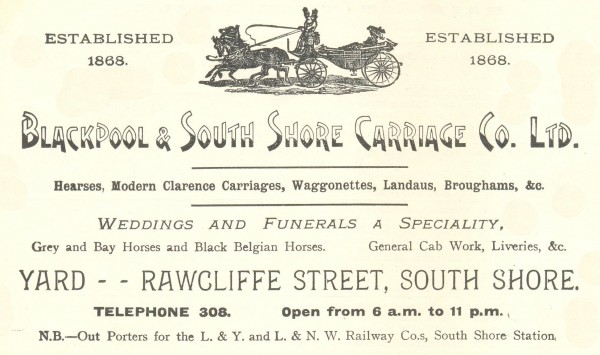 ESTABLISHED 1868.
ESTABLISHED 1868.
BLACKPOOL & SOUTH SHORE CARRIAGE CO. LTD.
Hearses, Modern Clarence Carriages, Waggonettes, Landaus, Broughams, &c.
WEDDINGS AND FUNERALS A SPECIALITY,
Grey and Bay Horses and Black Belgian Horses. General Cab Work, Liveries, &c.
YARD - - RAWCLIFFE STREET, SOUTH SHORE.
TELEPHONE 308. Open from 6 a.m. to 11 p.m.
N.B.—Out Porters for the L. & Y. and L. & N. W. Railway Co.s, South Shore Station.